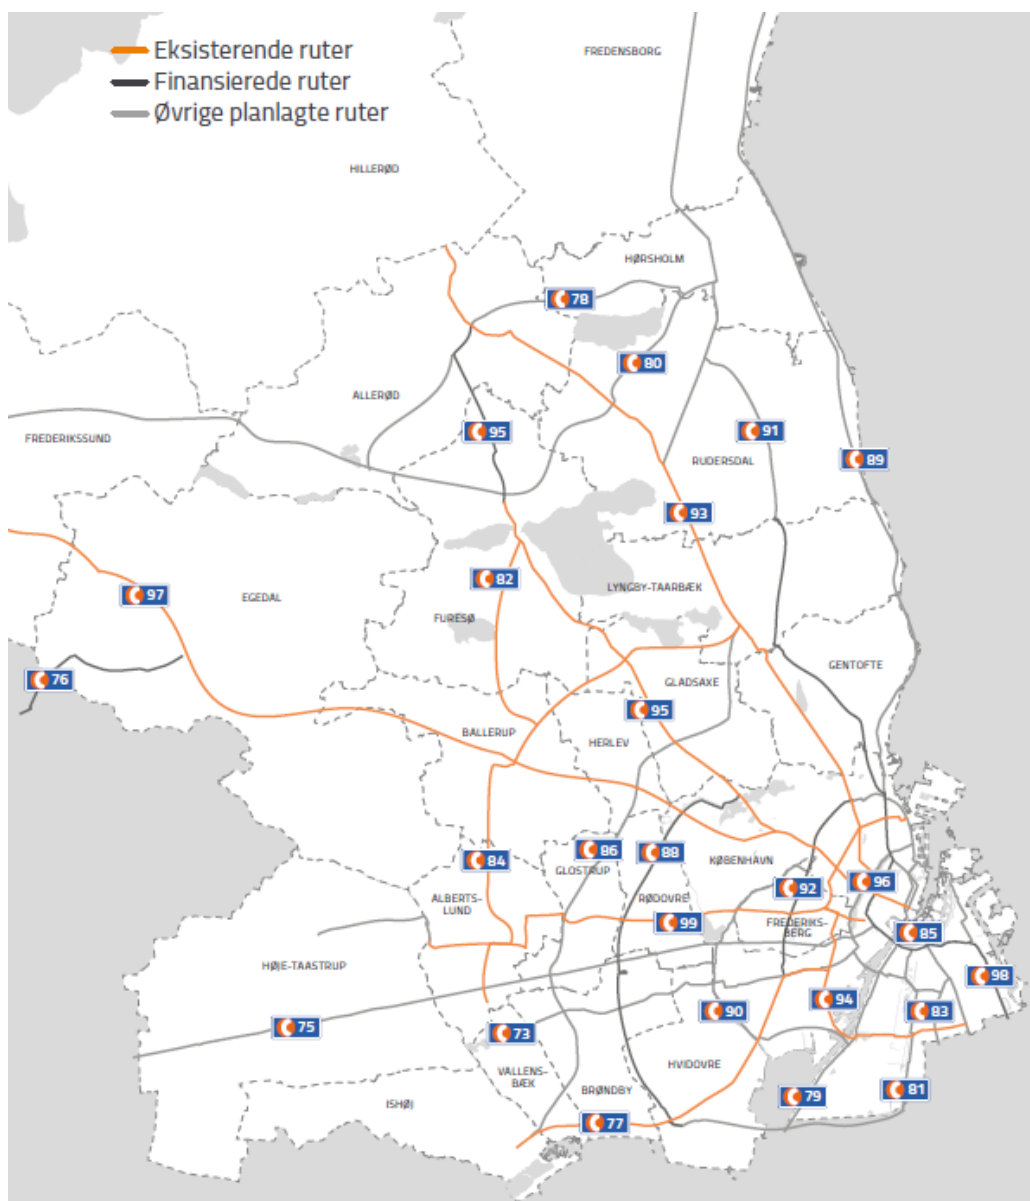 Eksisterende ruter
Finansierede ruter
Øvrige planlagte ruter
FREDENSBORG
HILLERØD
HØRSHOLM
78
80
ALLERØD
95
91
FREDERIKSSUND
RUDERSDAL
89
93
82
97
EGEDAL
LYNGBY-TAARBÆK
FURESØ
GENTOFTE
76
GLADSAXE
95
BALLERUP
HERLEV
86
88
84
KØBENHAVN
GLOSTRUP
92
96
ALBERTS-
LUND
RØDOVRE
99
FREDERIKS-
BERG
85
HØJE-TAASTRUP
98
94
90
83
75
73
HVIDOVRE
VALLENS-
BÆK
BRØNDBY
81
79
ISHØJ
77